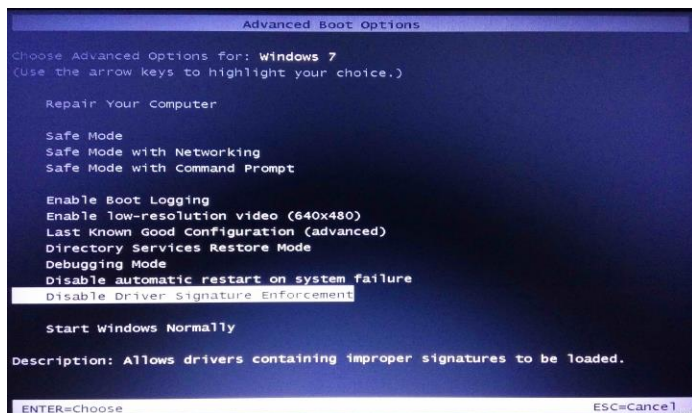 Advanced Boot Options
Choose Advanced Options for: Windows 7
(Use the arrow keys to highlight your choice.)
Repair Your Computer
Safe Mode
Safe Mode with Networking
Safe Mode with Command Prompt
Enable Boot Logging
Enable low-resolution video (640x480)
Last Known Good Configuration (advanced)
Directory Services Restore Mode
Debugging Mode
Disable automatic restart on system failure
Disable Driver Signature Enforcement
Start Windows Normally
Description: Allows drivers containing improper signatures to be loaded.
ENTER=Choose ESC=Cancel